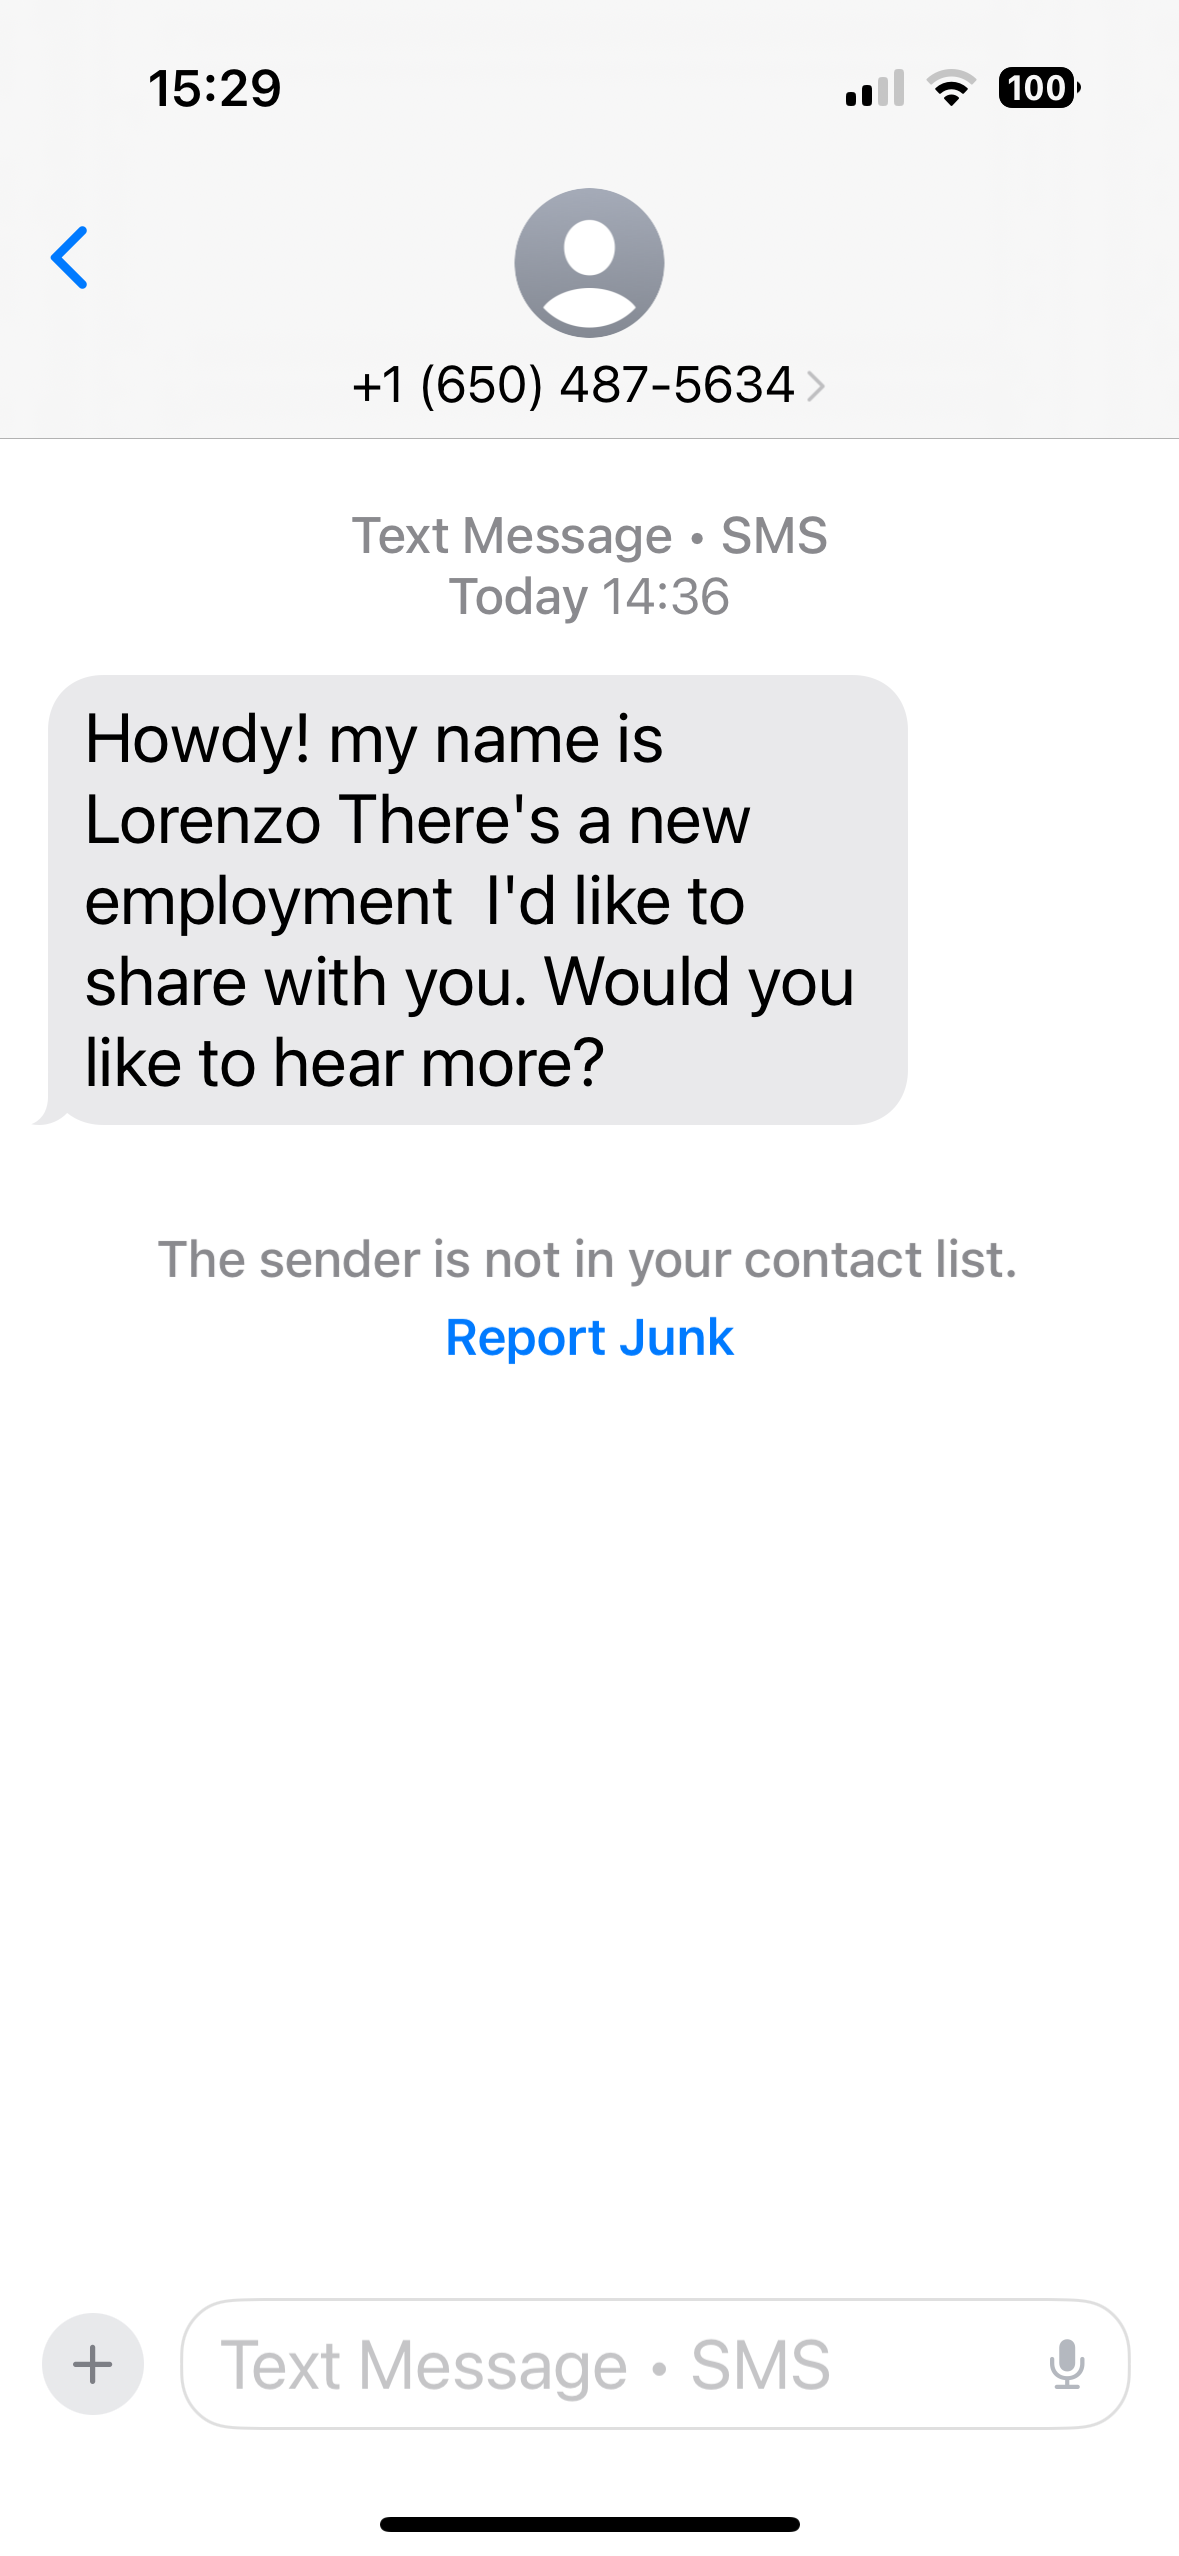 15:29
100
+1 (650) 487-5634
Text Message • SMS
Today 14:36
Howdy! my name is
Lorenzo There's a new
employment  I'd like to
share with you. Would you
like to hear more?
The sender is not in your contact list.
Report Junk
Text Message • SMS